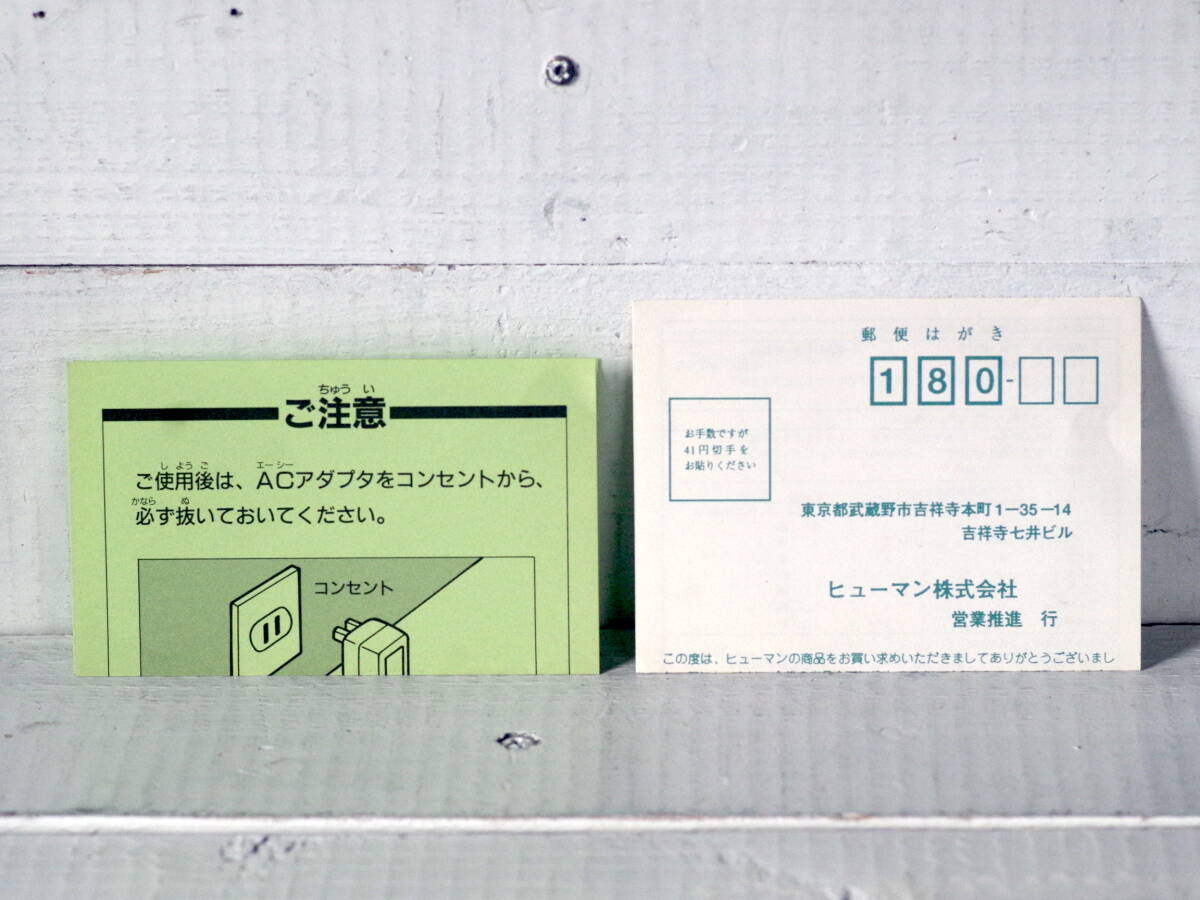 ちゅうい
ご注意
しようご エーシー
ご使用後は、ACアダプタをコンセントから、
かなら ぬ
必ず抜いておいてください。
コンセント
郵便はがき
180-
お手数ですが
41円切手を
お貼りください
東京都武蔵野市吉祥寺本町1-35-14
吉祥寺七井ビル
ヒューマン株式会社
営業推進 行
この度は、ヒューマンの商品をお買い求めいただきましてありがとうございまし